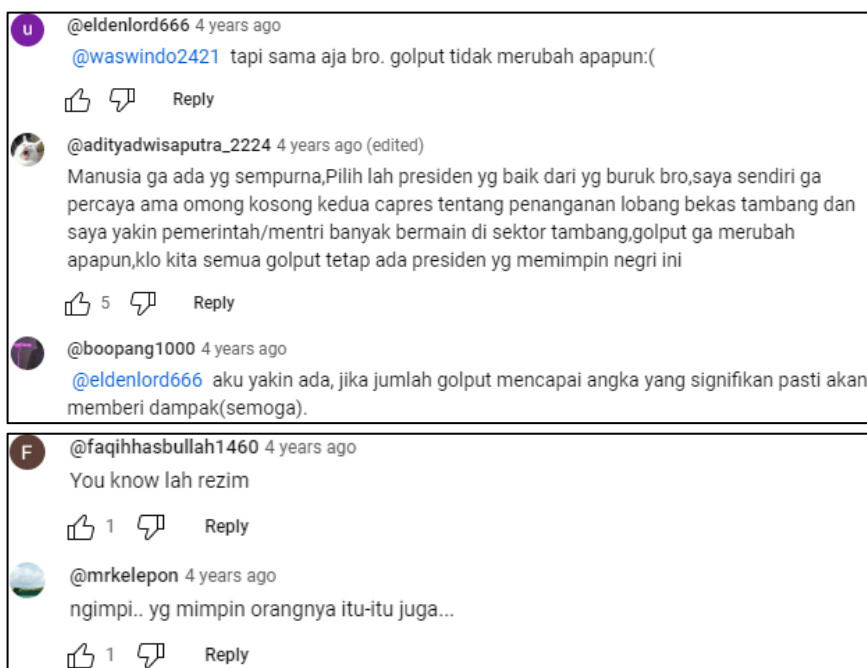 u
@eldenlord666 4 years ago
@waswindo2421 tapi sama aja bro. golput tidak merubah apapun:(
Reply
@adityadwisaputra_2224 4 years ago (edited)
Manusia ga ada yg sempurna,Pilih lah presiden yg baik dari yg buruk bro,saya sendiri ga
percaya ama omong kosong kedua capres tentang penanganan lobang bekas tambang dan
saya yakin pemerintah/mentri banyak bermain di sektor tambang,golput ga merubah
apapun,klo kita semua golput tetap ada presiden yg memimpin negri ini
5 Reply
@boopang1000 4 years ago
@eldenlord666 aku yakin ada, jika jumlah golput mencapai angka yang signifikan pasti akan
memberi dampak(semoga).
F
@faqihhasbullah1460 4 years ago
You know lah rezim
1 Reply
@mrkelepon 4 years ago
ngimpi.. yg mimpin orangnya itu-itu juga...
1 Reply